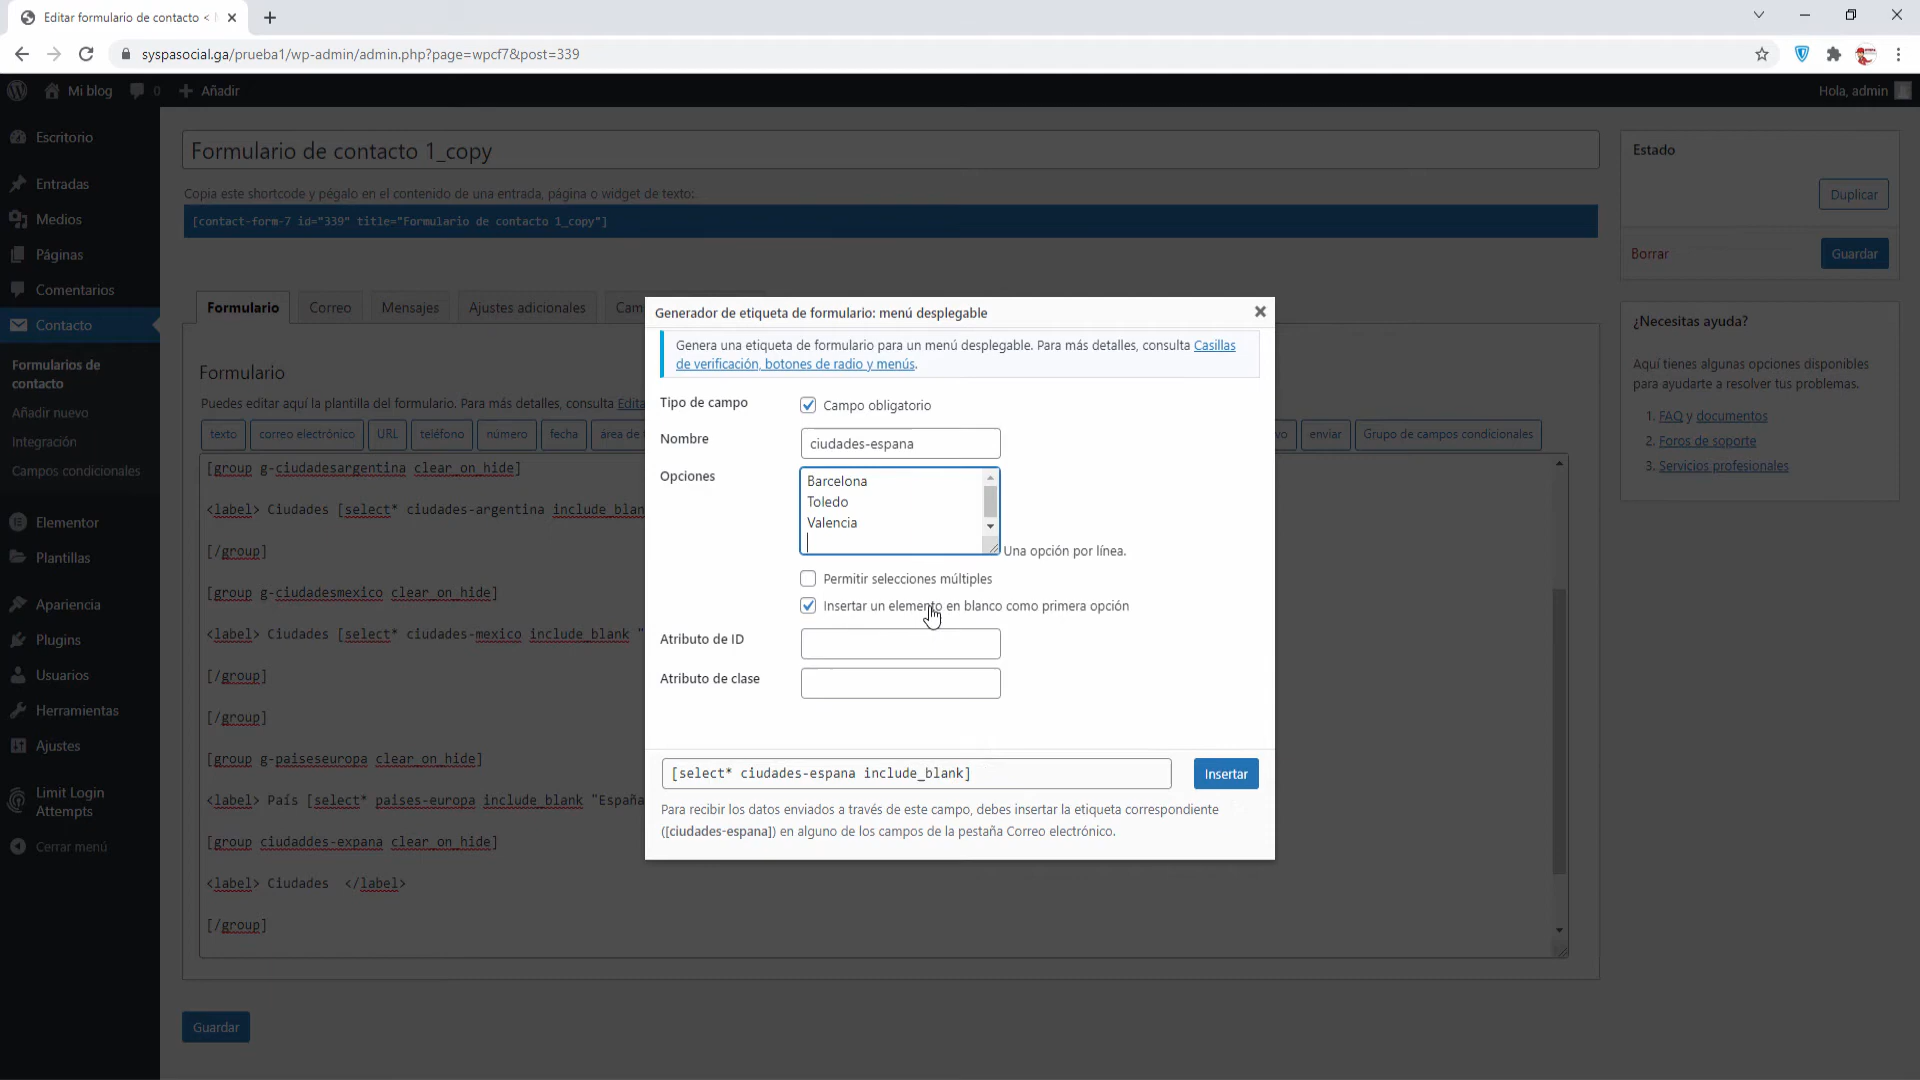 Editar formulario de contacto <
syspasocial.ga/prueba1/wp-admin/admin.php?page=wpcf7&post=339
Mi blog
0
Añadir
Hola, admin
Escritorio
Entradas
Medios
Páginas
Comentarios
Contacto
Formularios de
contacto
Añadir nuevo
Integración
Campos condicionales
Elementor
Plantillas
Apariencia
Plugins
Usuarios
Herramientas
Ajustes
Limit Login
Attempts
Cerrar menú
Formulario de contacto 1_copy
Copia este shortcode y pégalo en el contenido de una entrada, página o widget de texto:
[contact-form-7 id="339" title="Formulario de contacto 1_copy"]
Formulario
Correo
Mensajes
Ajustes adicionales
Cam
Formulario
Puedes editar aquí la plantilla del formulario. Para más detalles, consulta Edita
texto
correo electrónico
URL
teléfono
número
fecha
área de t
vo
enviar
Grupo de campos condicionales
[group g-ciudadesargentina clear_on_hide]
<label> Ciudades [select* ciudades-argentina include_blan
[/group]
[group g-ciudadesmexico clear_on_hide]
<label> Ciudades [select* ciudades-mexico include_blank "
[/group]
[/group]
[group g-paiseseuropa clear_on_hide]
<label> País [select* paises-europa include_blank "España
[group ciudaddes-expana clear_on_hide]
<label> Ciudades </label>
[/group]
Guardar
Generador de etiqueta de formulario: menú desplegable
Genera una etiqueta de formulario para un menú desplegable. Para más detalles, consulta Casillas
de verificación, botones de radio y menús.
Tipo de campo
Campo obligatorio
Nombre
ciudades-espana
Opciones
Barcelona
Toledo
Valencia
Una opción por línea.
Permitir selecciones múltiples
Insertar un elemento en blanco como primera opción
Atributo de ID
Atributo de clase
[select* ciudades-espana include_blank]
Insertar
Para recibir los datos enviados a través de este campo, debes insertar la etiqueta correspondiente
([ciudades-espana]) en alguno de los campos de la pestaña Correo electrónico.
Estado
Duplicar
Borrar
Guardar
¿Necesitas ayuda?
Aquí tienes algunas opciones disponibles
para ayudarte a resolver tus problemas.
1. FAQ y documentos
2. Foros de soporte
3. Servicios profesionales